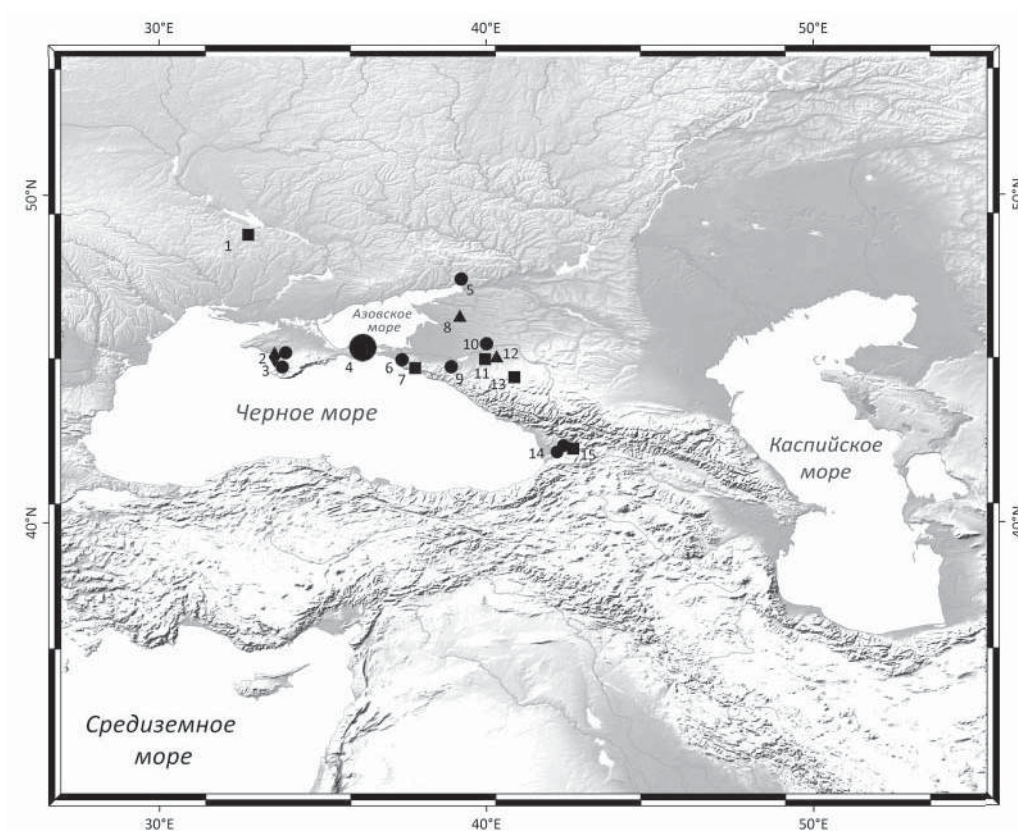 30°E 40°E 50°E
50°N 50°N
1
5
Азовское
море
8
10
12
2
3
4
6
7
9
11
13
Черное море
14
15
Каспийское
море
40°N 40°N
Средиземное
море
30°E 40°E 50°E